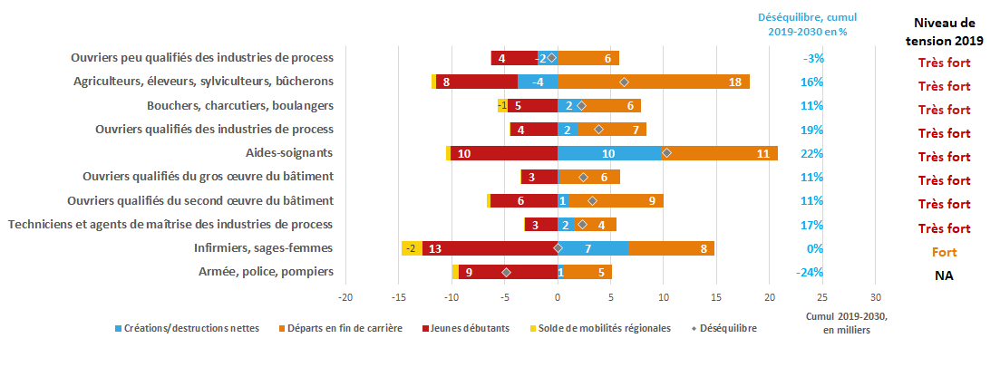 Déséquilibre, cumul
2019-2030 en %
Niveau de
tension 2019
Ouvriers peu qualifiés des industries de process 4 -2 6 -3% Très fort
Agriculteurs, éleveurs, sylviculteurs, bûcherons 8 -4 18 16% Très fort
Bouchers, charcutiers, boulangers -1 5 2 6 11% Très fort
Ouvriers qualifiés des industries de process 4 2 7 19% Très fort
Aides-soignants 10 10 11 22% Très fort
Ouvriers qualifiés du gros œuvre du bâtiment 3 6 11% Très fort
Ouvriers qualifiés du second œuvre du bâtiment 6 1 9 11% Très fort
Techniciens et agents de maîtrise des industries de process 3 2 4 17% Très fort
Infirmiers, sages-femmes -2 13 7 8 0% Fort
Armée, police, pompiers 9 1 5 -24% NA
-20 -15 -10 -5 0 5 10 15 20 25 30
Cumul 2019-2030,
en milliers
Créations/destructions nettes Départs en fin de carrière Jeunes débutants Solde de mobilités régionales Déséquilibre